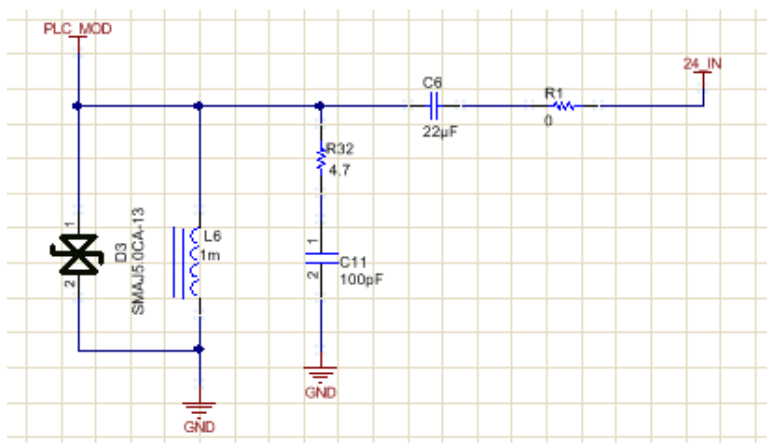 PLC_MOD
24_IN
C6
22µF
R1
0
R32
4.7
1
2
D3
SMAJ5.0CA-13
L6
1m
1
2
C11
100pF
GND
GND